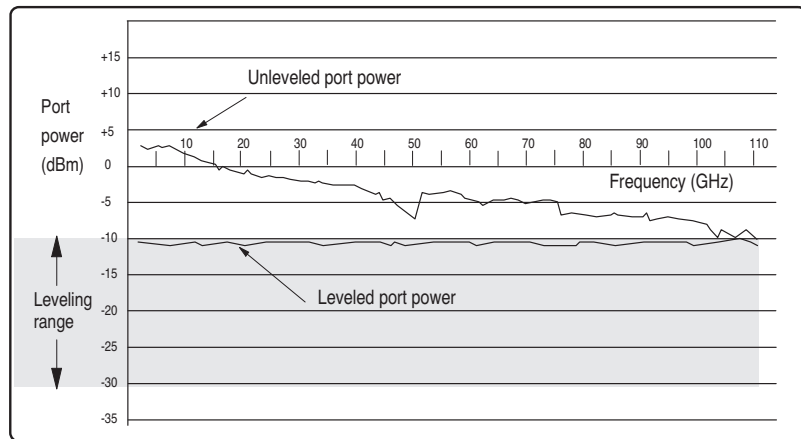 +15
Unleveled port power
+10
Port
power
(dBm)
+5
10 20 30 40 50 60 70 80 90 100 110
0
Frequency (GHz)
-5
-10
-15
Leveling
range
Leveled port power
-20
-25
-30
-35